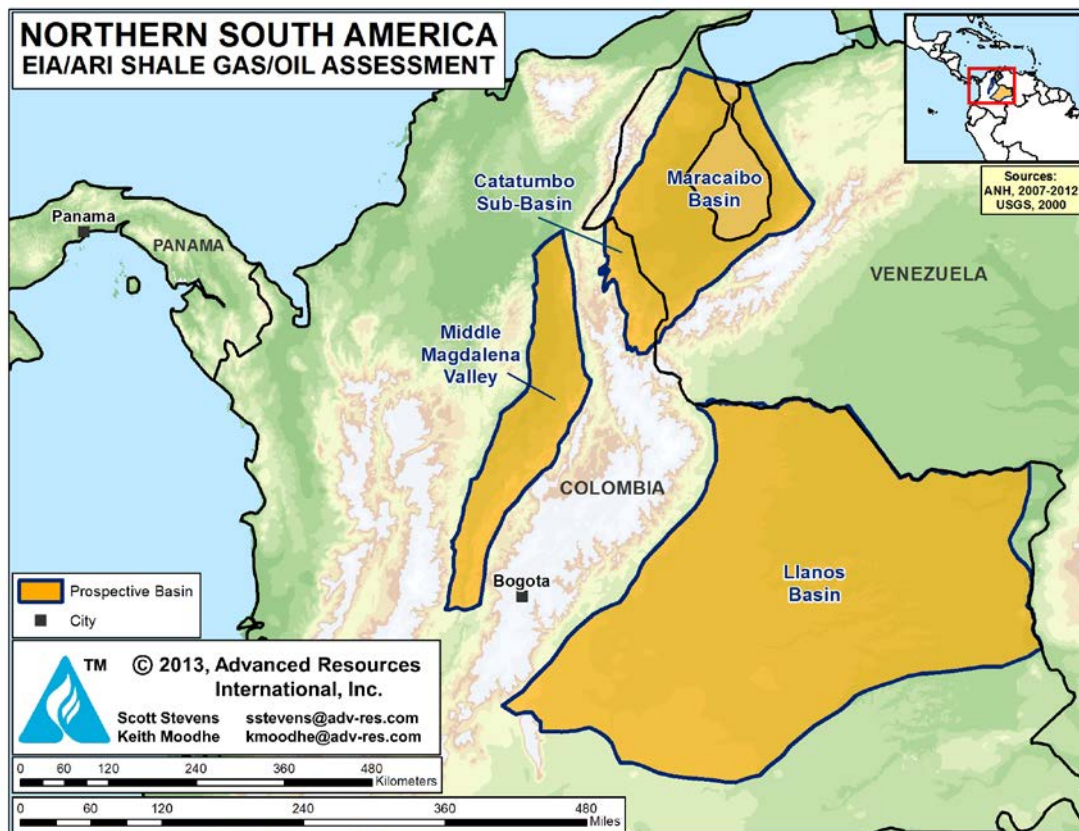 NORTHERN SOUTH AMERICA
EIA/ARI SHALE GAS/OIL ASSESSMENT
Sources:
ANH, 2007-2012
USGS, 2000
Catatumbo
Sub-Basin
Maracaibo
Basin
Panama
PANAMA
VENEZUELA
Middle
Magdalena
Valley
COLOMBIA
Llanos
Basin
Bogota
Prospective Basin
City
TM
© 2013, Advanced Resources
International, Inc.
Scott Stevens sstevens@adv-res.com
Keith Moodhe kmoodhe@adv-res.com
0 60 120 240 360 480
Kilometers
0 60 120 240 360 480
Miles